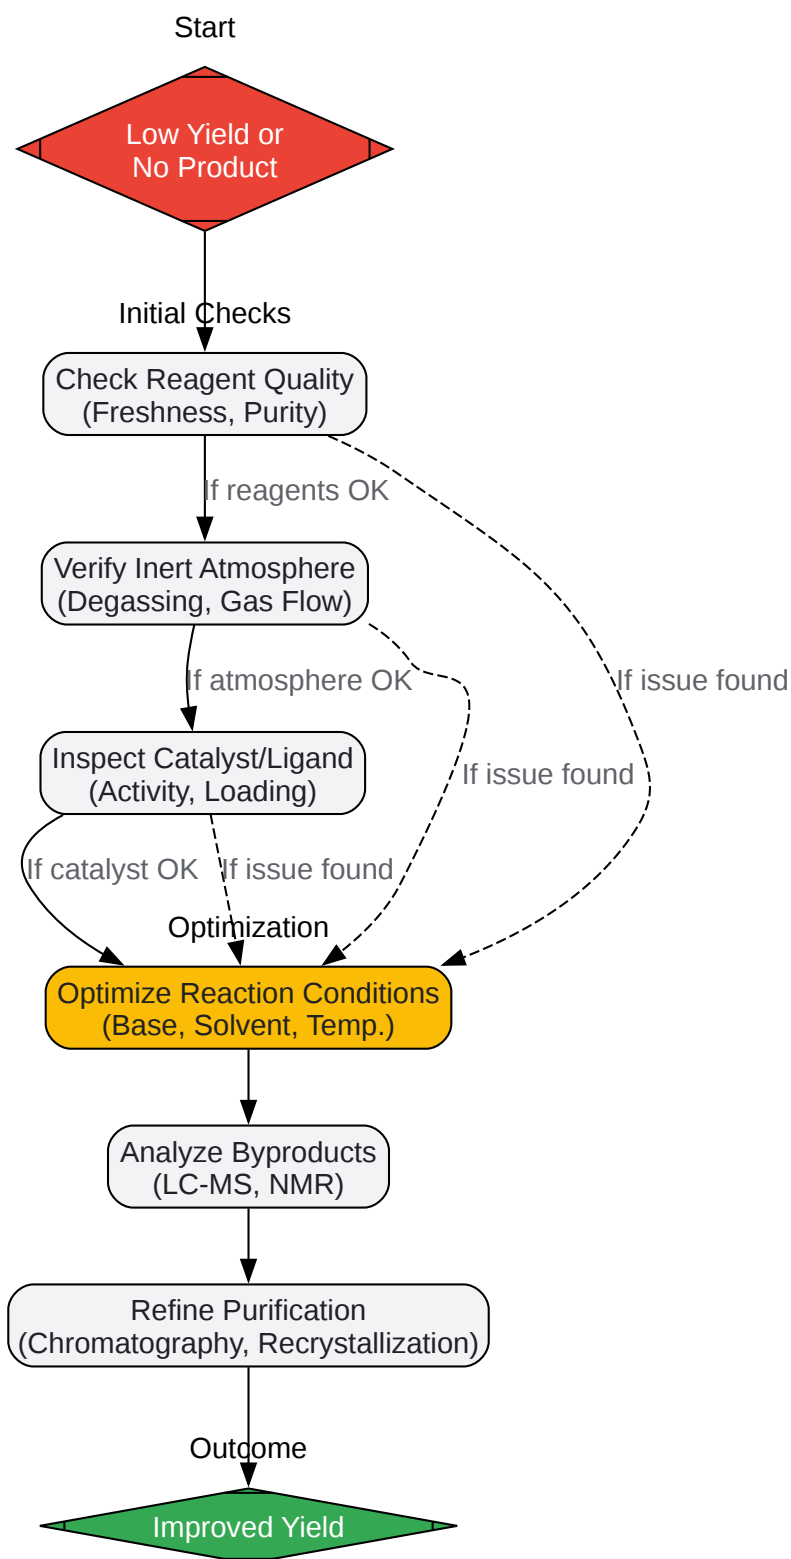 Start
Low Yield or
No Product
Initial Checks
Check Reagent Quality
(Freshness, Purity)
If reagents OK
Verify Inert Atmosphere
(Degassing, Gas Flow)
If atmosphere OK
If issue found
Inspect Catalyst/Ligand
(Activity, Loading)
If issue found
If catalyst OK
If issue found
Optimization
Optimize Reaction Conditions
(Base, Solvent, Temp.)
Analyze Byproducts
(LC-MS, NMR)
Refine Purification
(Chromatography, Recrystallization)
Outcome
Improved Yield